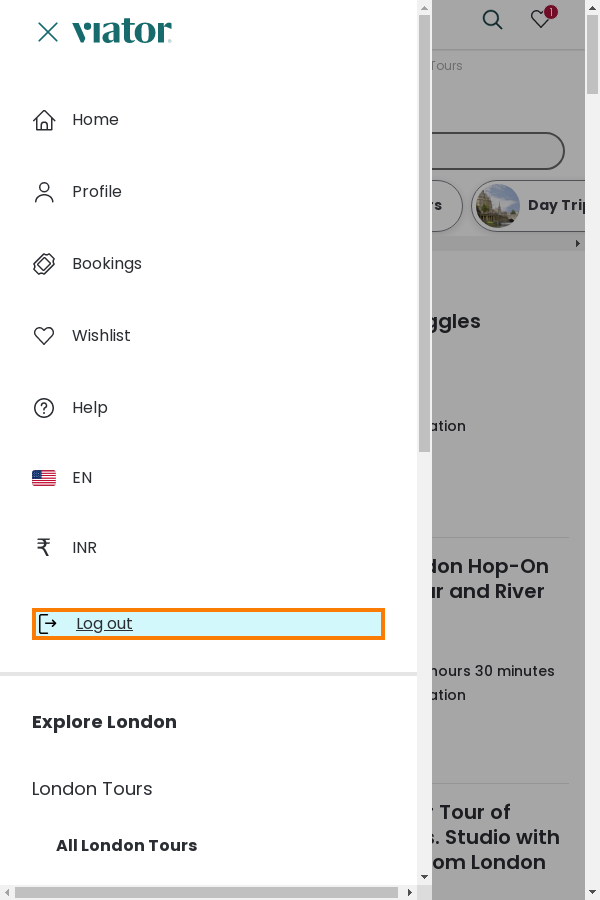 viator
1
Tours
Home
Profile
Day Trip
Bookings
ggles
Wishlist
Help
ation
EN
INR
don Hop-On
ur and River
Log out
hours 30 minutes
ation
Explore London
London Tours
Tour of
s. Studio with
All London Tours
om London